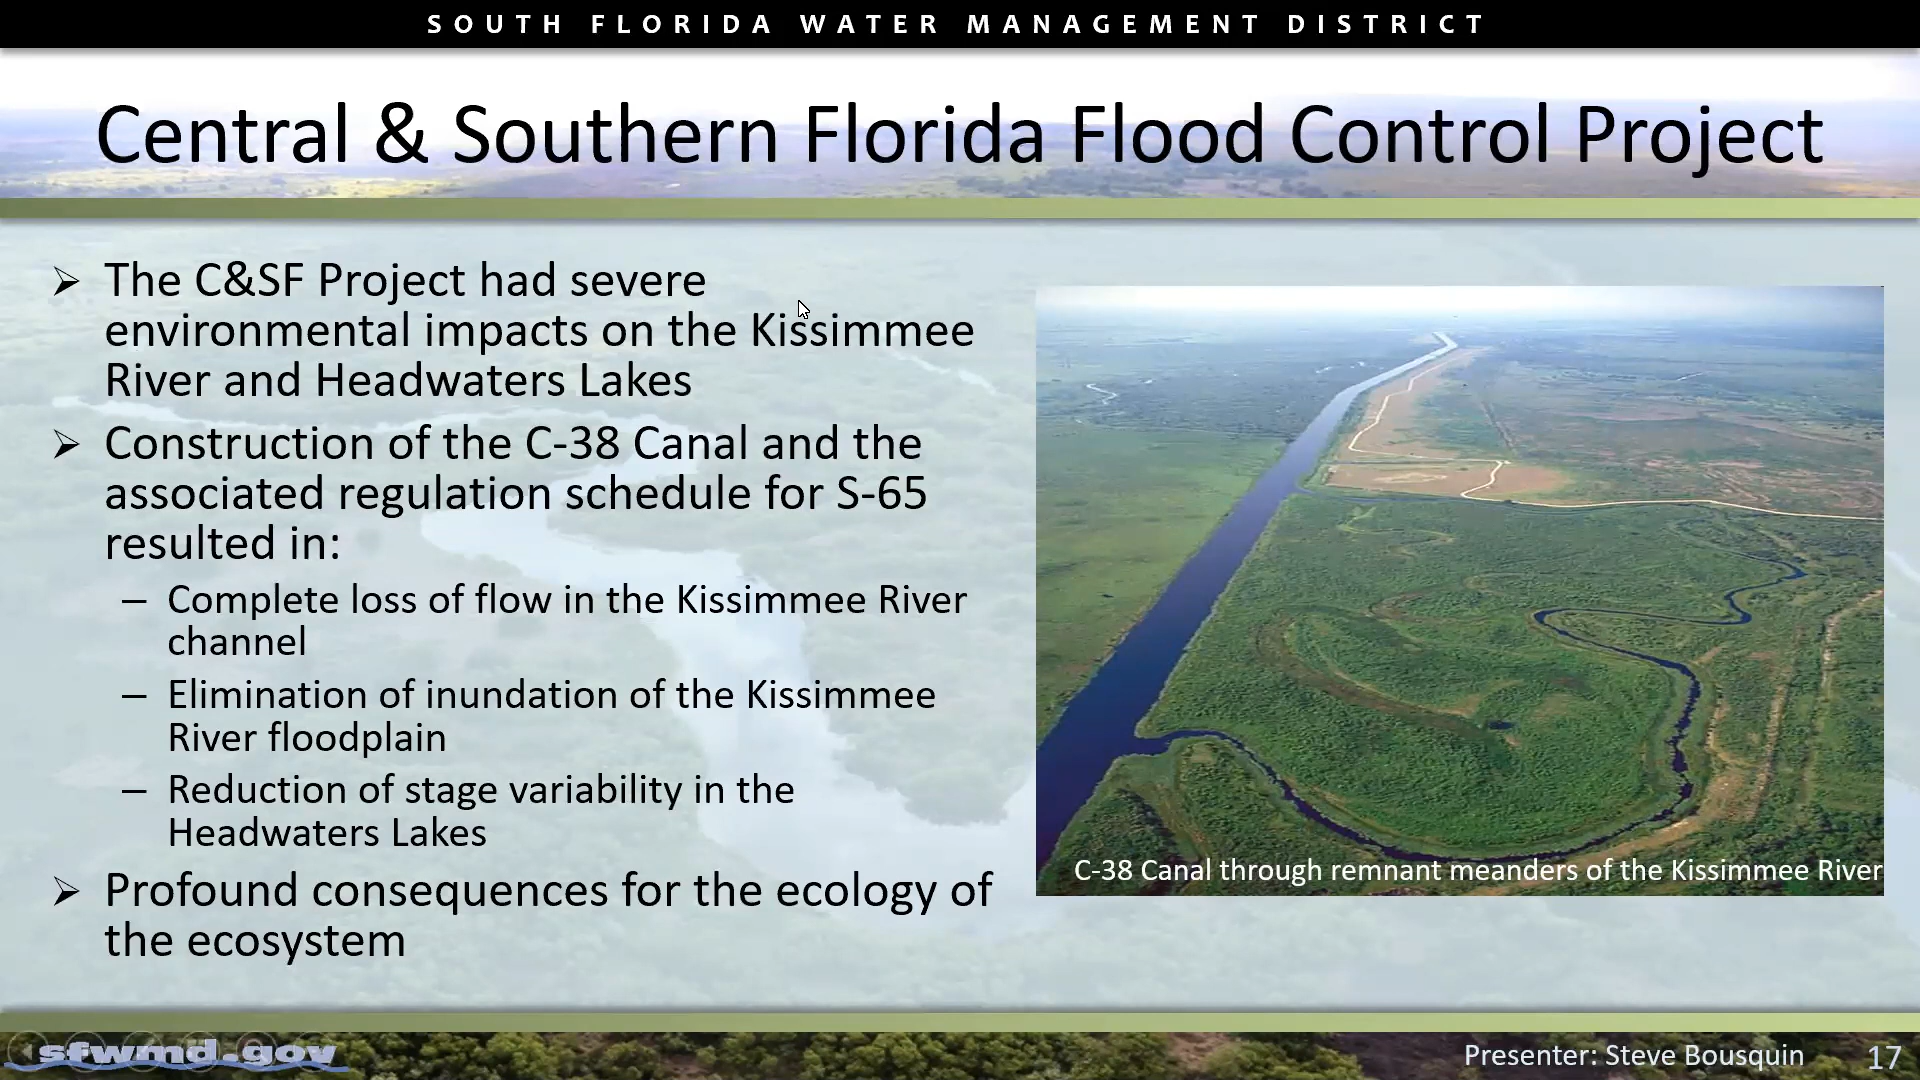 SOUTH FLORIDA WATER MANAGEMENT DISTRICT
Central & Southern Florida Flood Control Project
➢ The C&SF Project had severe
environmental impacts on the Kissimmee
River and Headwaters Lakes
➢ Construction of the C-38 Canal and the
associated regulation schedule for S-65
resulted in:
– Complete loss of flow in the Kissimmee River
channel
– Elimination of inundation of the Kissimmee
River floodplain
– Reduction of stage variability in the
Headwaters Lakes
➢ Profound consequences for the ecology of
the ecosystem
C-38 Canal through remnant meanders of the Kissimmee River
sfwmd.gov
Presenter: Steve Bousquin
17